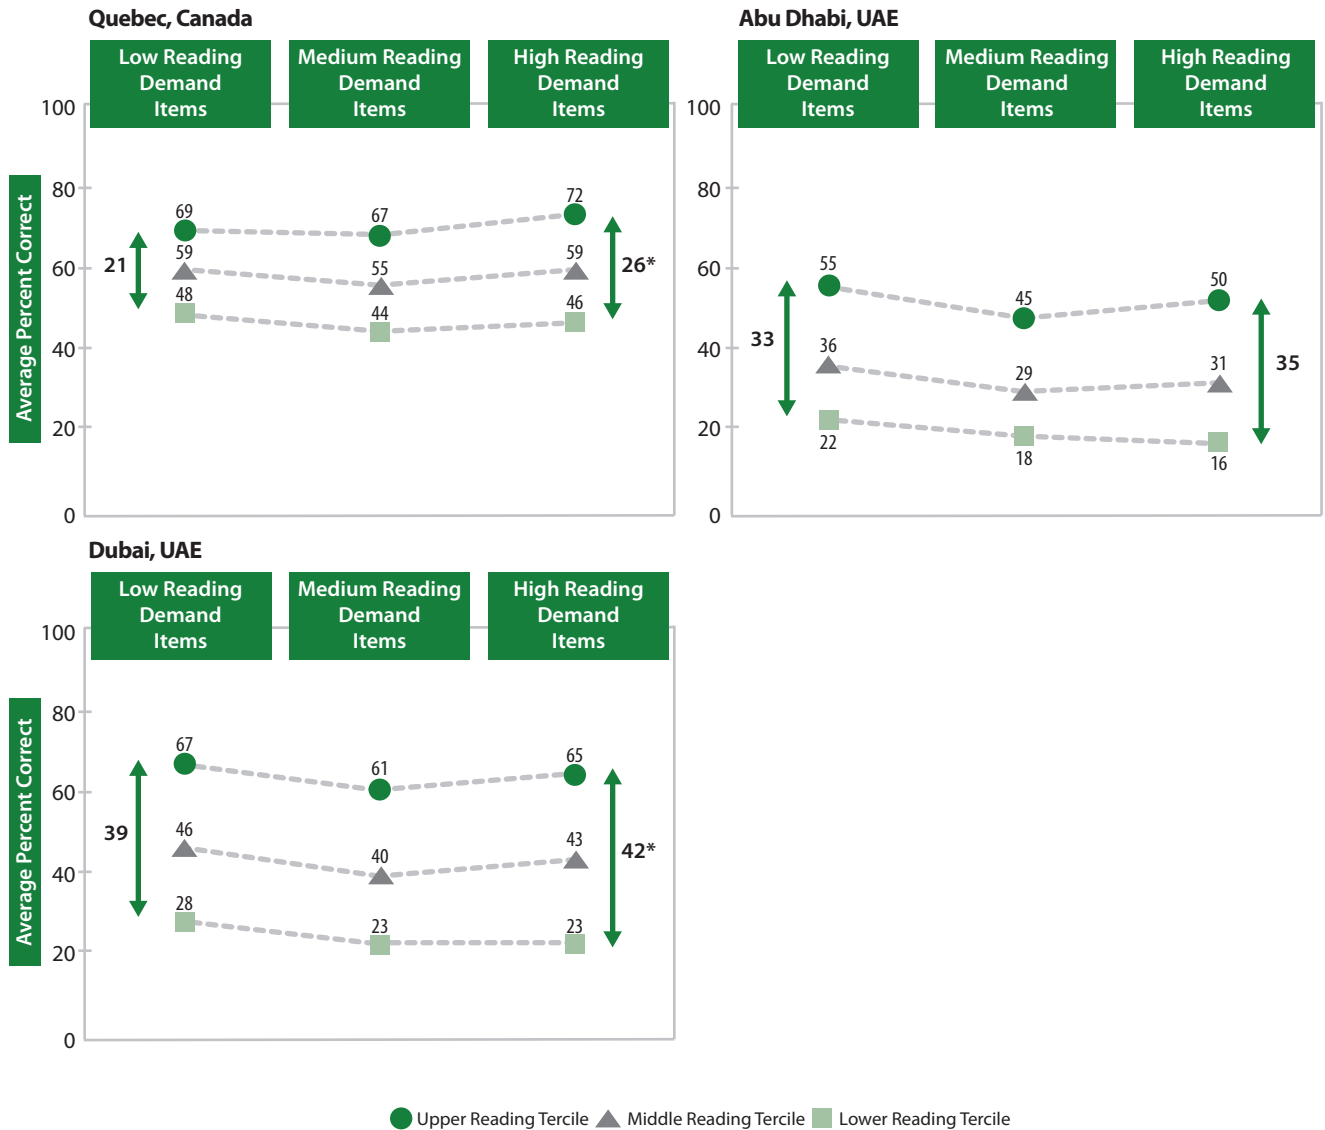 Quebec, Canada
Low Reading
Demand
Items
Medium Reading
Demand
Items
High Reading
Demand
Items
Average Percent Correct
100
80
60
40
20
0
69
67
72
59
55
59
48
44
46
21
26*
Abu Dhabi, UAE
Low Reading
Demand
Items
Medium Reading
Demand
Items
High Reading
Demand
Items
100
80
60
40
20
0
55
45
50
36
29
31
22
18
16
33
35
Dubai, UAE
Low Reading
Demand
Items
Medium Reading
Demand
Items
High Reading
Demand
Items
Average Percent Correct
100
80
60
40
20
0
67
61
65
46
40
43
28
23
23
39
42*
Upper Reading Tercile Middle Reading Tercile Lower Reading Tercile